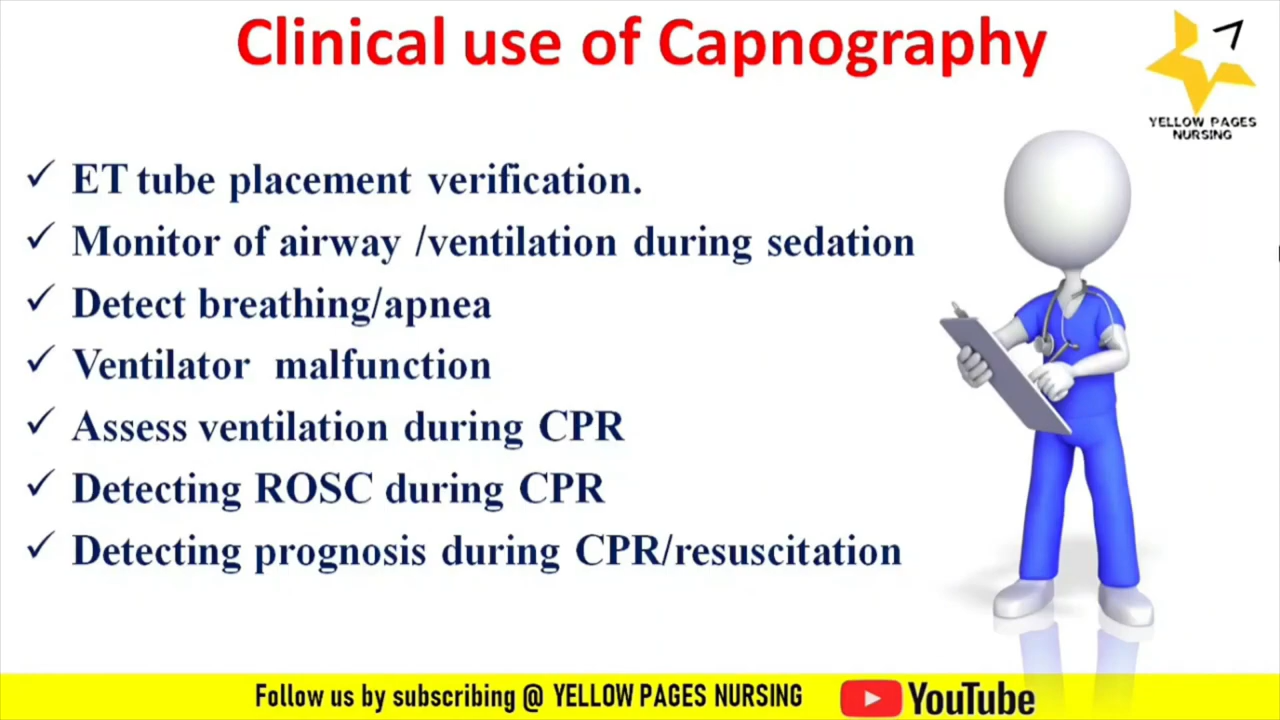 Clinical use of Capnography
YELLOW PAGES
NURSING
✓ ET tube placement verification.
✓ Monitor of airway /ventilation during sedation
✓ Detect breathing/apnea
✓ Ventilator malfunction
✓ Assess ventilation during CPR
✓ Detecting ROSC during CPR
✓ Detecting prognosis during CPR/resuscitation
Follow us by subscribing @ YELLOW PAGES NURSING YouTube